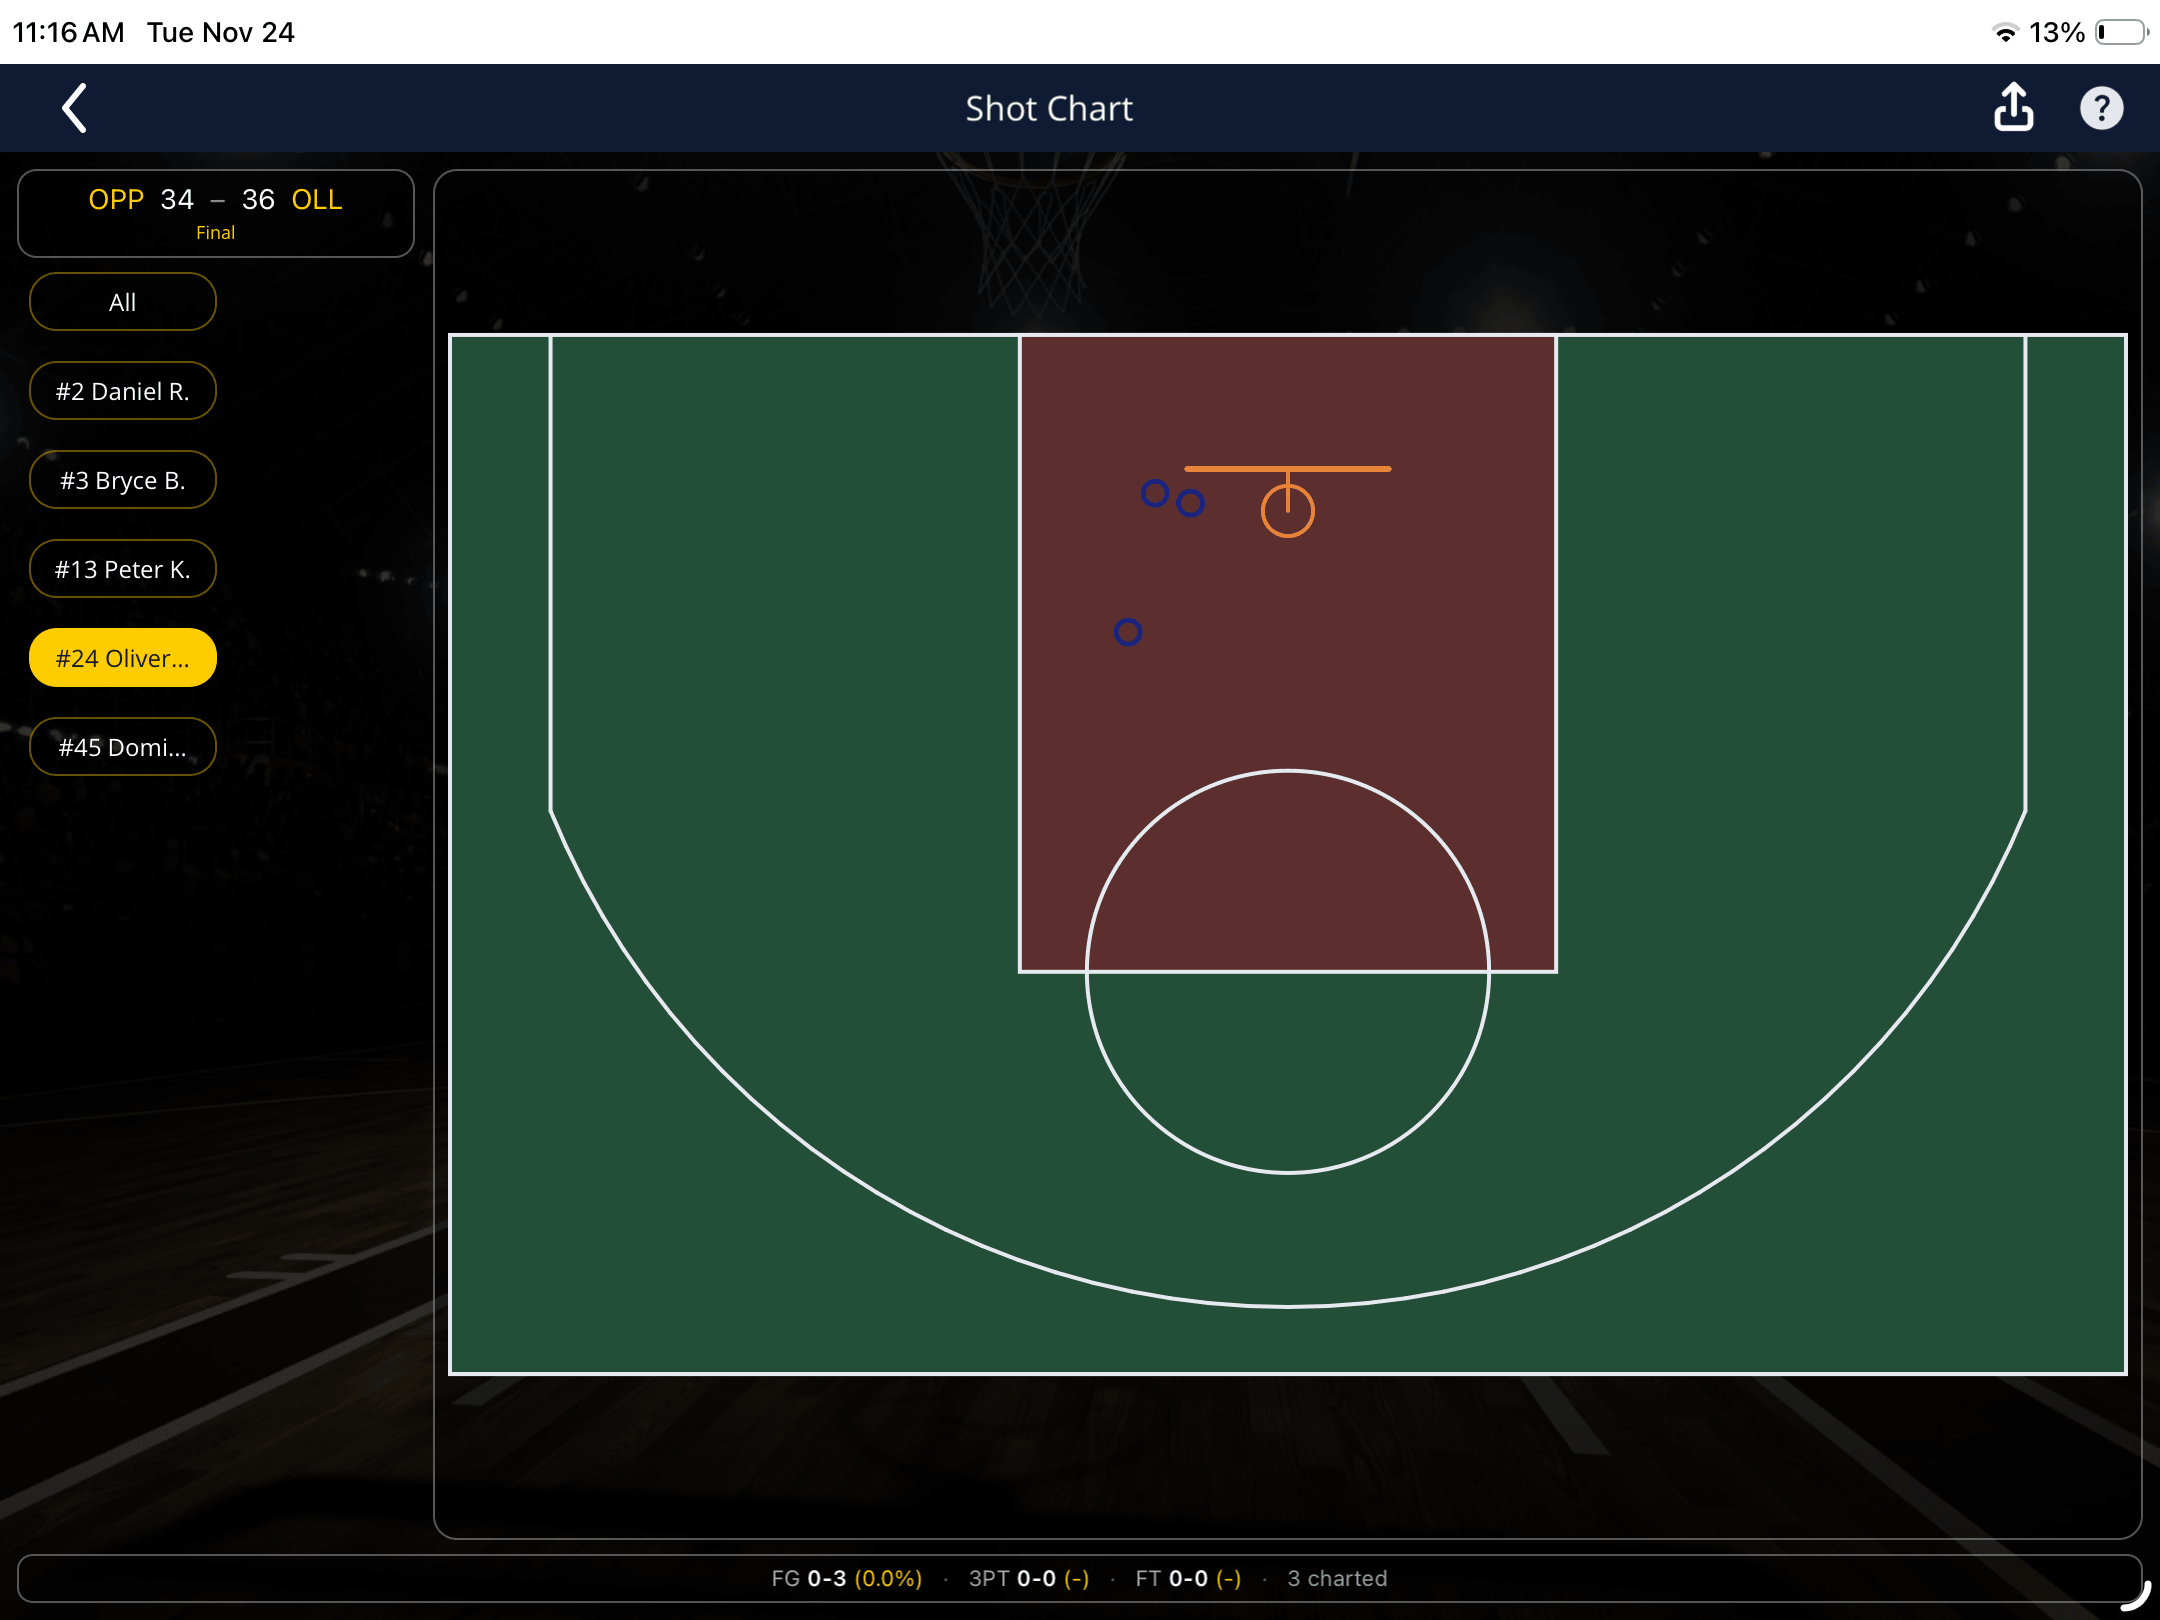 11:16 AM Tue Nov 24
13%
Shot Chart
?
OPP 34 – 36 OLL
Final
All
#2 Daniel R.
#3 Bryce B.
#13 Peter K.
#24 Oliver...
#45 Domi...
FG 0-3 (0.0%) · 3PT 0-0 (-) · FT 0-0 (-) · 3 charted